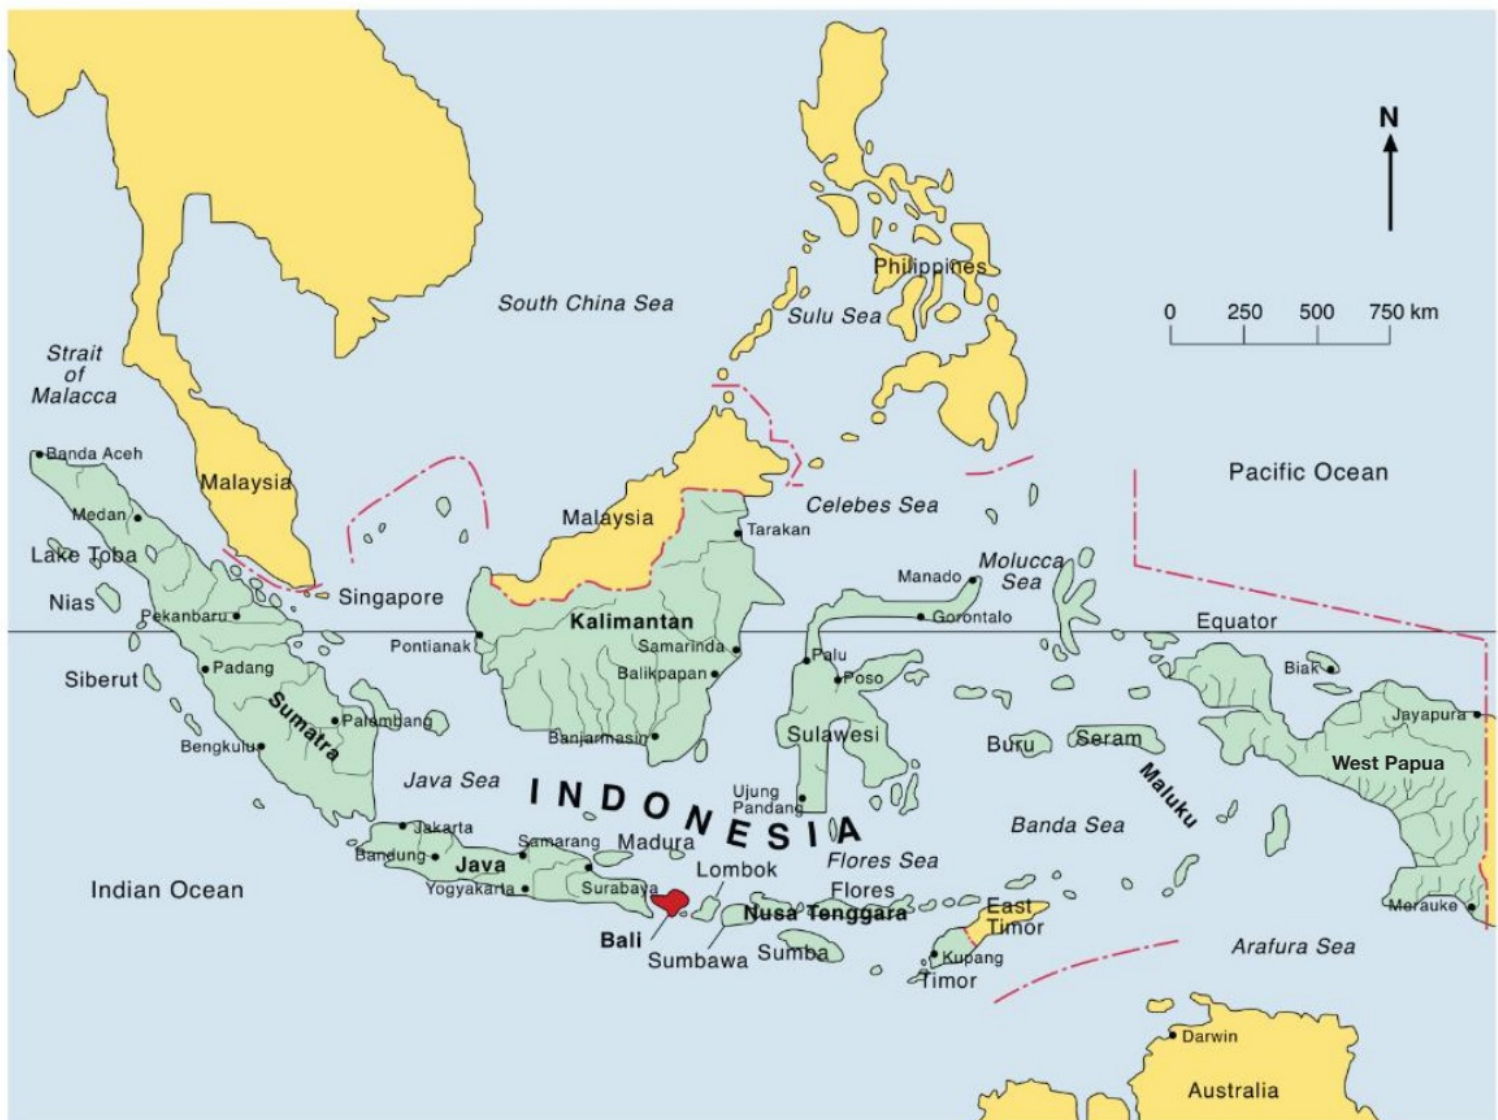 N
Philippines
South China Sea
Sulu Sea
0 250 500 750 km
Strait
of
Malacca
Banda Aceh
Malaysia
Pacific Ocean
Medan
Malaysia
Celebes Sea
Tarakan
Lake Toba
Molucca
Sea
Manado
Nias
Singapore
Pekanbaru
Kalimantan
Gorontalo
Equator
Pontianak
Samarinda
Palu
Padang
Balikpapan
Poso
Biak
Siberut
Sumatra
Palembang
Jayapura
Bengkulu
Banjarmasin
Sulawesi
Buru
Seram
West Papua
Java Sea
INDONESIA
Ujung
Pandang
Maluku
Jakarta
Samarang
Madura
Banda Sea
Bandung
Java
Lombok
Flores Sea
Indian Ocean
Yogyakarta
Surabaya
Flores
Nusa Tenggara
East
Timor
Merauke
Bali
Sumbawa
Sumba
Kupang
Timor
Arafura Sea
Darwin
Australia